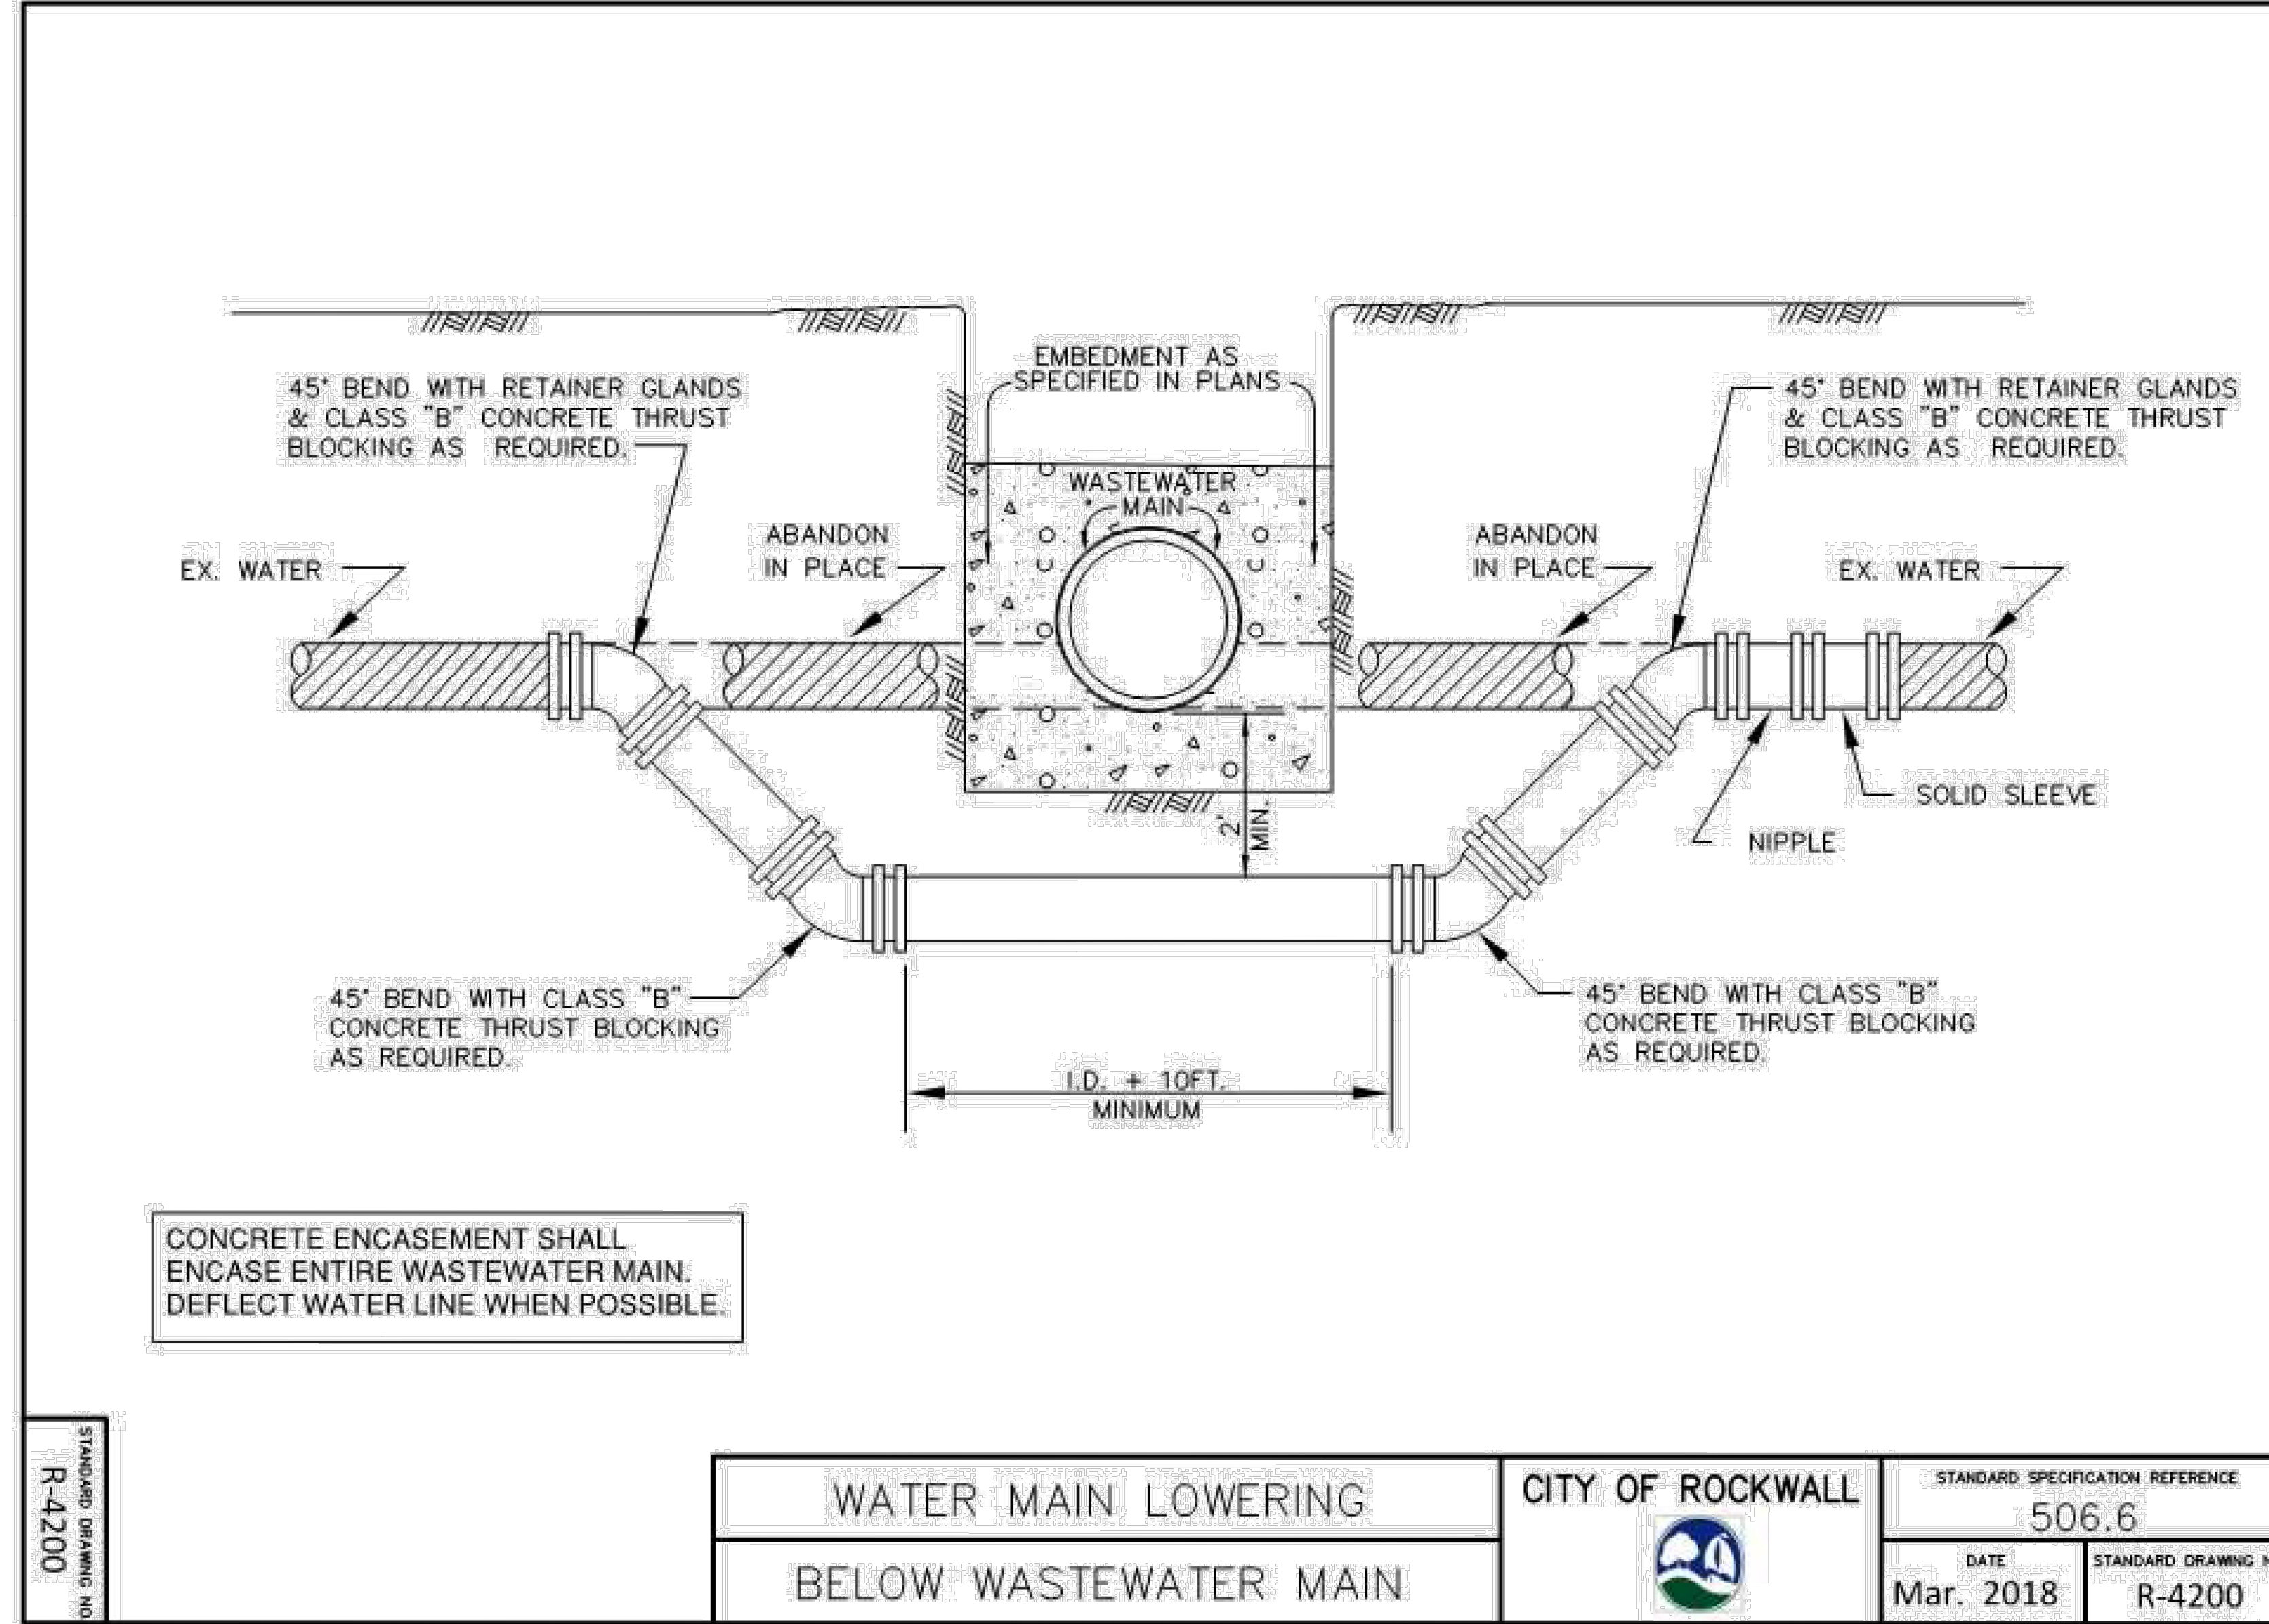 EMBEDMENT AS
SPECIFIED IN PLANS
45° BEND WITH RETAINER GLANDS
& CLASS "B" CONCRETE THRUST
BLOCKING AS REQUIRED.
45° BEND WITH RETAINER GLANDS
& CLASS "B" CONCRETE THRUST
BLOCKING AS REQUIRED.
WASTEWATER
MAIN
EX. WATER
ABANDON
IN PLACE
ABANDON
IN PLACE
EX. WATER
2'
MIN.
SOLID SLEEVE
NIPPLE
45° BEND WITH CLASS "B"
CONCRETE THRUST BLOCKING
AS REQUIRED.
45° BEND WITH CLASS "B"
CONCRETE THRUST BLOCKING
AS REQUIRED.
I.D. + 10FT.
MINIMUM
CONCRETE ENCASEMENT SHALL
ENCASE ENTIRE WASTEWATER MAIN.
DEFLECT WATER LINE WHEN POSSIBLE.
STANDARD DRAWING NO
R-4200
WATER MAIN LOWERING
BELOW WASTEWATER MAIN
CITY OF ROCKWALL
STANDARD SPECIFICATION REFERENCE
506.6
DATE
Mar. 2018
STANDARD DRAWING
R-4200